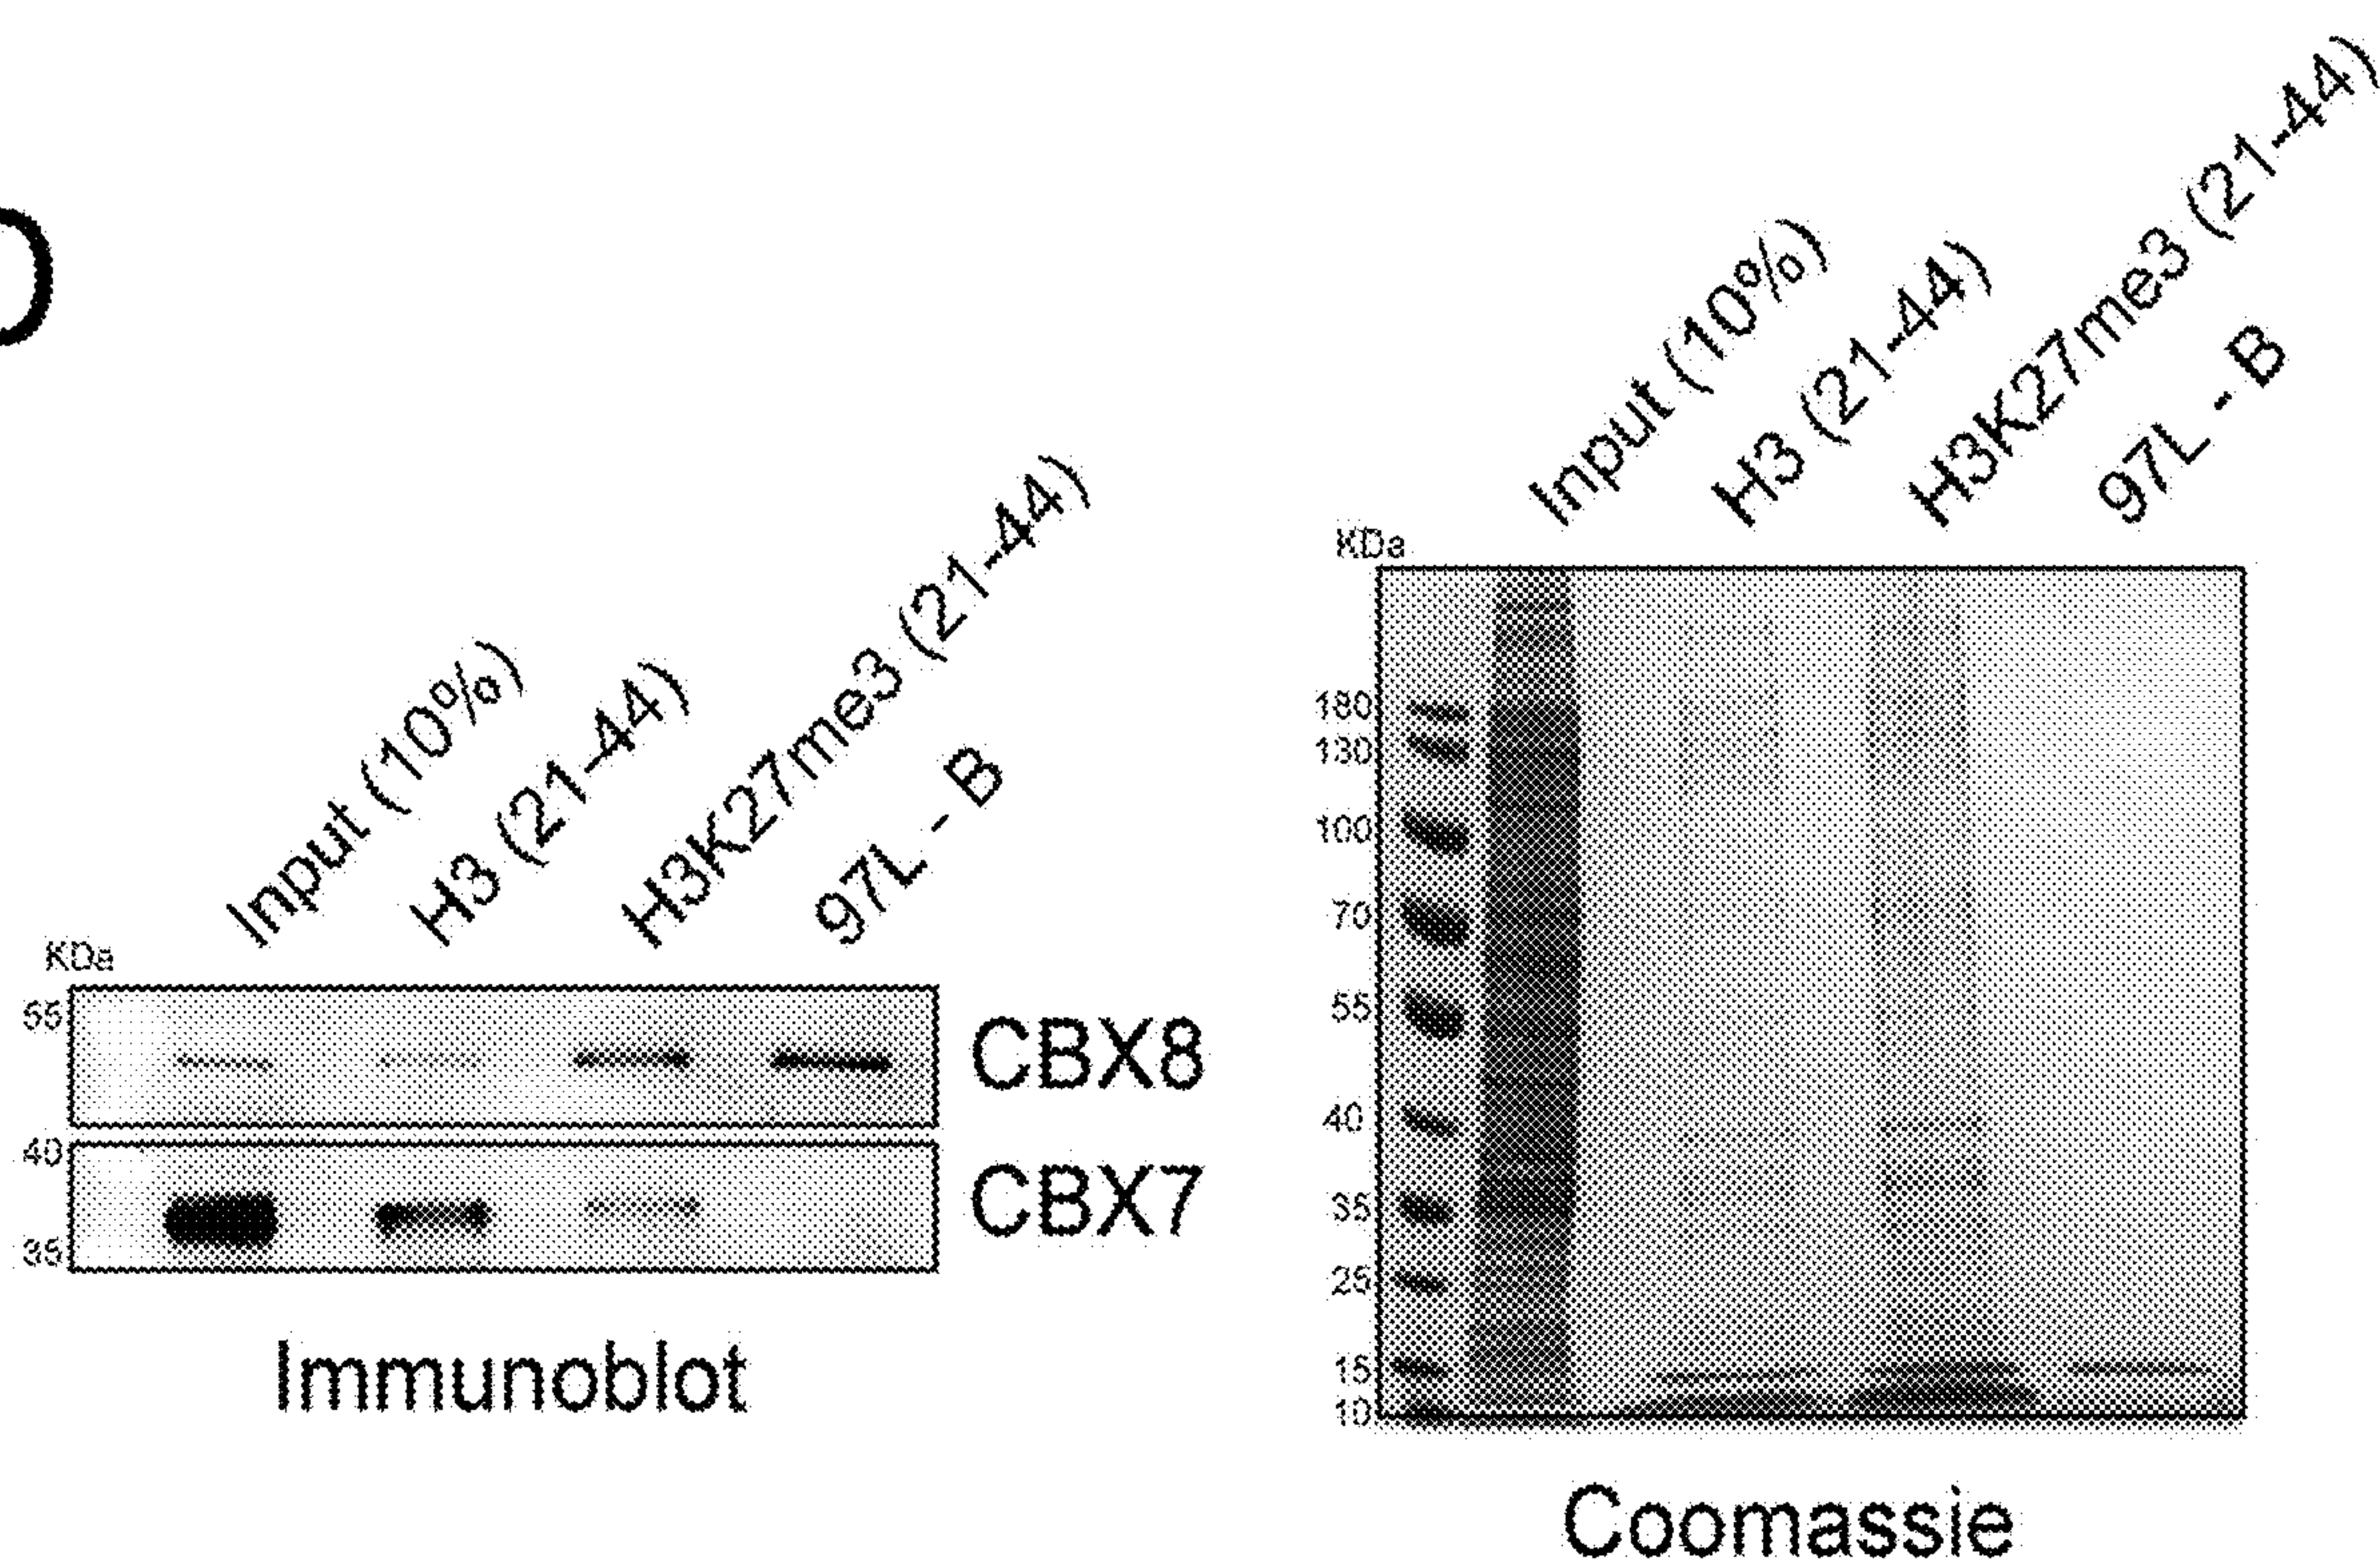 Input (10%)
H3 (21-44)
H3K27me3 (21-44)
97L - B
KDa
55
CBX8
40
CBX7
35
Immunoblot
Input (10%)
H3 (21-44)
H3K27me3 (21-44)
97L - B
KDa
180
130
100
70
55
40
35
25
15
10
Coomassie